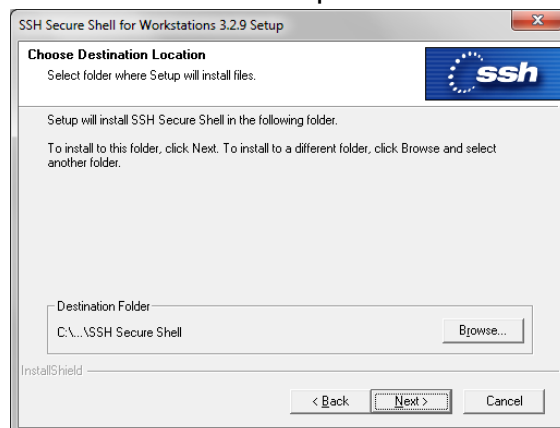 SSH Secure Shell for Workstations 3.2.9 Setup
Choose Destination Location
Select folder where Setup will install files.
ssh
Setup will install SSH Secure Shell in the following folder.
To install to this folder, click Next. To install to a different folder, click Browse and select
another folder.
Destination Folder
C:\...\SSH Secure Shell
Browse...
InstallShield
< Back
Next >
Cancel